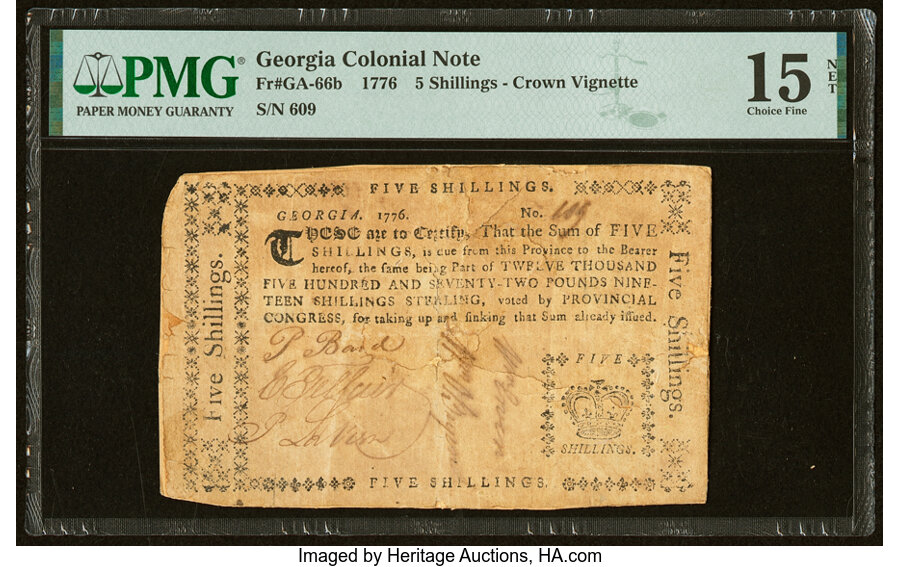 PMG®
PAPER MONEY GUARANTY
Georgia Colonial Note
Fr#GA-66b 1776 5 Shillings - Crown Vignette
S/N 609
15
Choice Fine
NET
FIVE SHILLINGS.
GEORGIA. 1776. No. 609
THESE are to Certify, That the Sum of FIVE
SHILLINGS, is due from this Province to the Bearer
hereof, the same being Part of TWELVE THOUSAND
FIVE HUNDRED AND SEVENTY-TWO POUNDS NINE-
TEEN SHILLINGS STERLING, voted by PROVINCIAL
CONGRESS, for taking up and sinking that Sum already issued.
Five Shillings.
Five Shillings.
P Baird
FIVE
SHILLINGS.
FIVE SHILLINGS.
Imaged by Heritage Auctions, HA.com